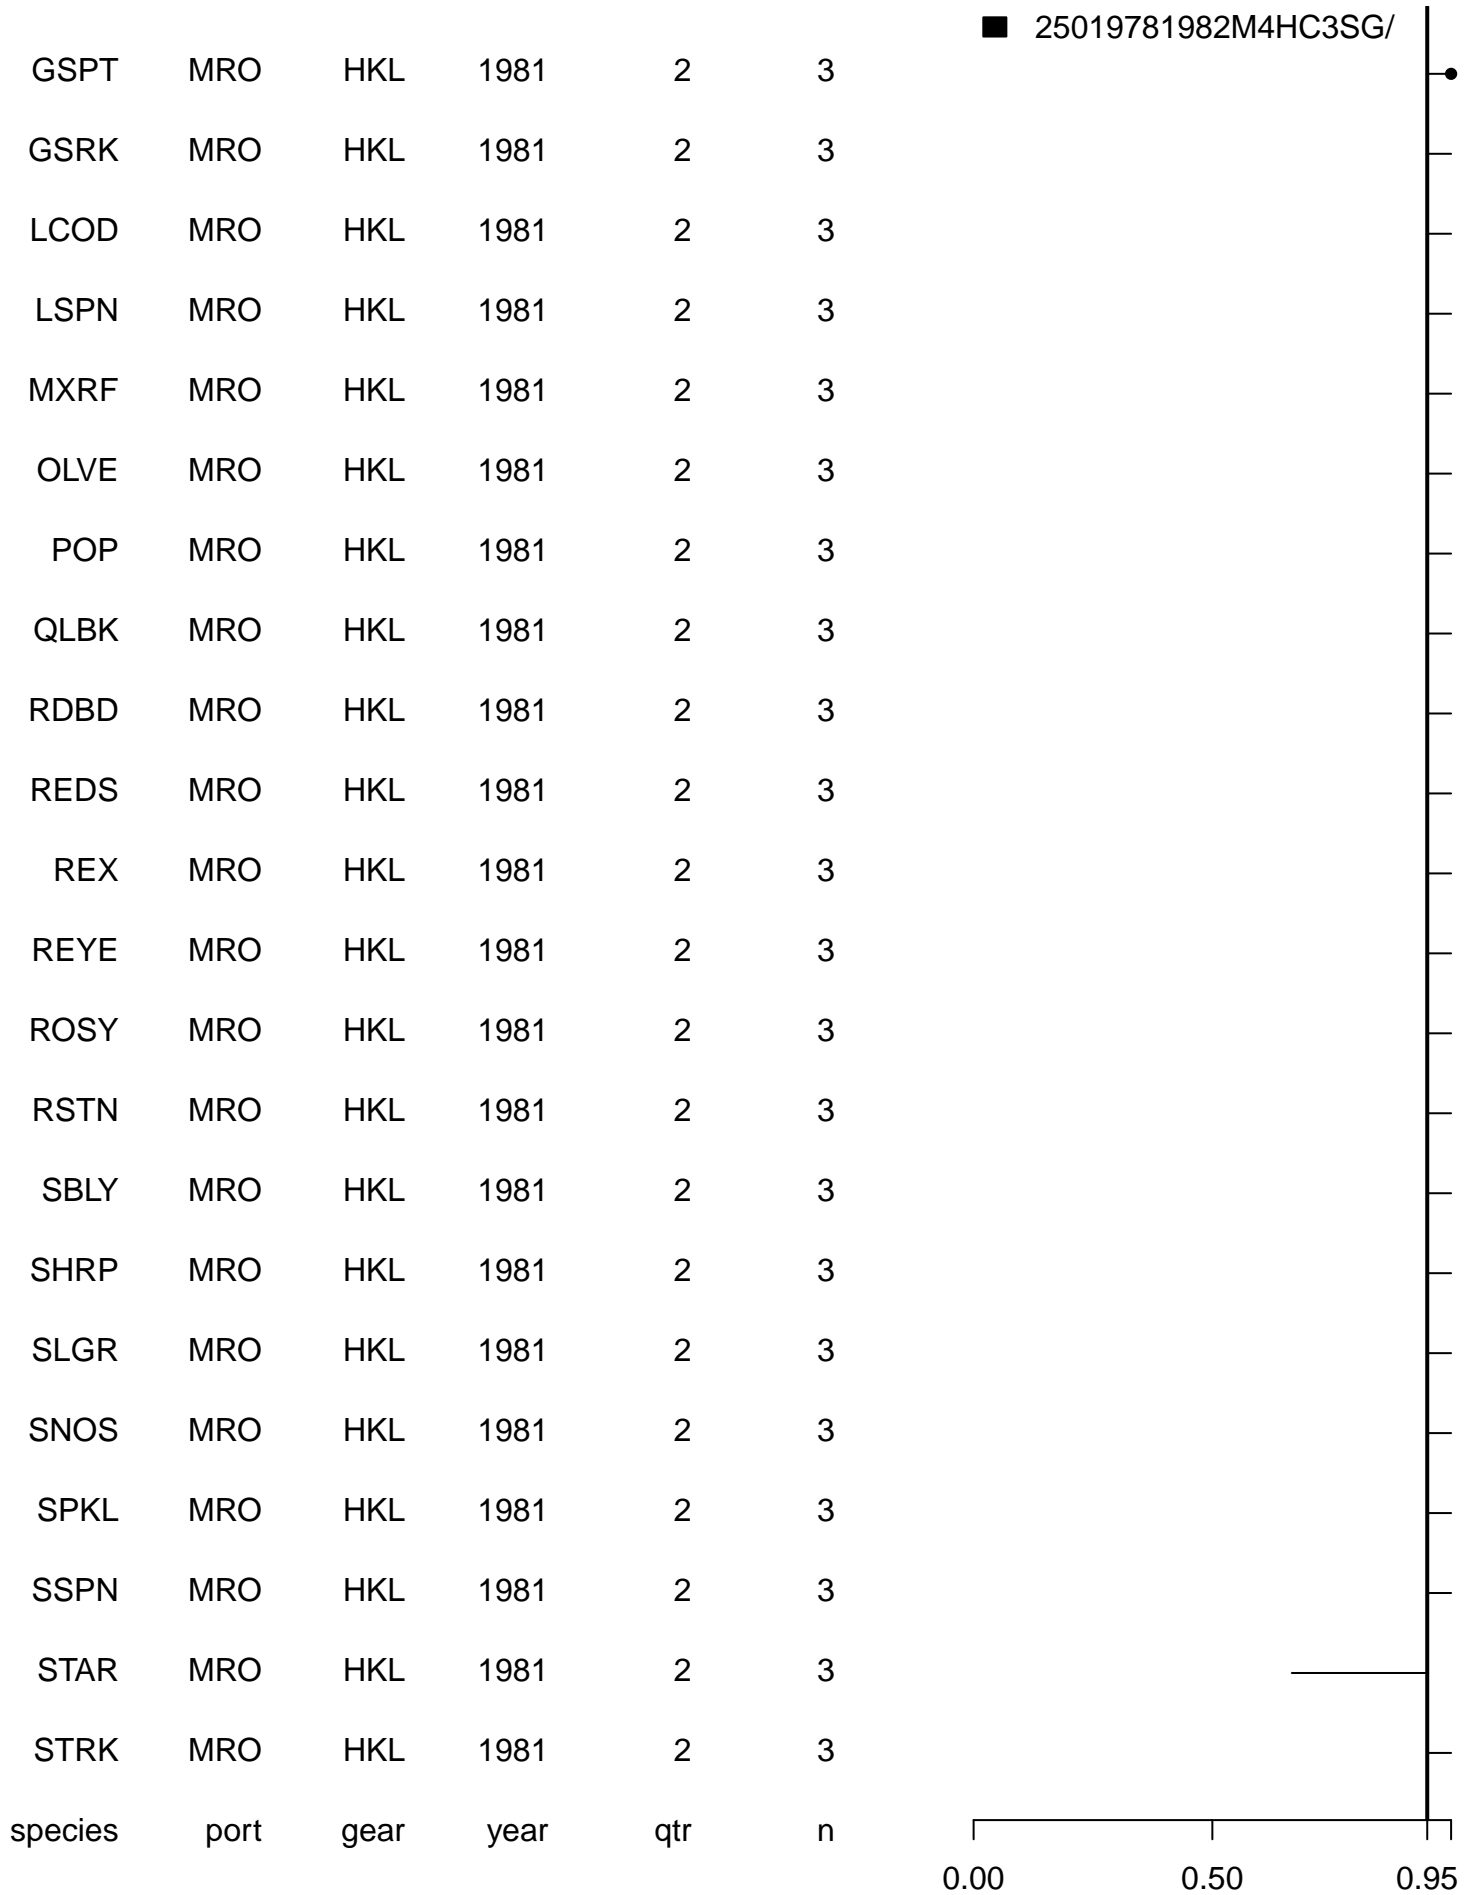 25019781982M4HC3SG/
GSPT MRO HKL 1981 2 3
GSRK MRO HKL 1981 2 3
LCOD MRO HKL 1981 2 3
LSPN MRO HKL 1981 2 3
MXRF MRO HKL 1981 2 3
OLVE MRO HKL 1981 2 3
POP MRO HKL 1981 2 3
QLBK MRO HKL 1981 2 3
RDBD MRO HKL 1981 2 3
REDS MRO HKL 1981 2 3
REX MRO HKL 1981 2 3
REYE MRO HKL 1981 2 3
ROSY MRO HKL 1981 2 3
RSTN MRO HKL 1981 2 3
SBLY MRO HKL 1981 2 3
SHRP MRO HKL 1981 2 3
SLGR MRO HKL 1981 2 3
SNOS MRO HKL 1981 2 3
SPKL MRO HKL 1981 2 3
SSPN MRO HKL 1981 2 3
STAR MRO HKL 1981 2 3
STRK MRO HKL 1981 2 3
species port gear year qtr n
0.00 0.50 0.95